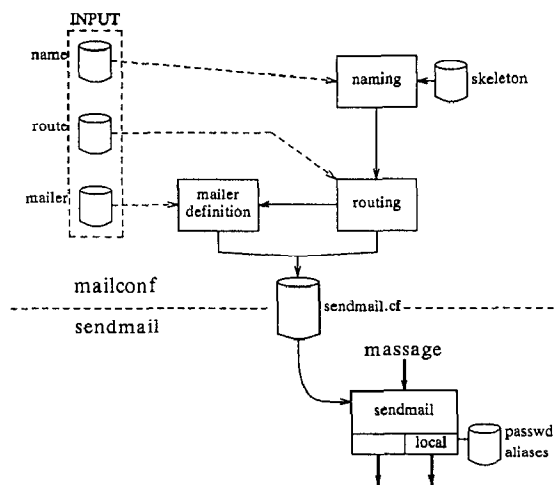 INPUT
name
naming
skeleton
route
mailer
mailer
definition
routing
mailconf
sendmail.cf
sendmail
massage
sendmail
local
passwd
aliases